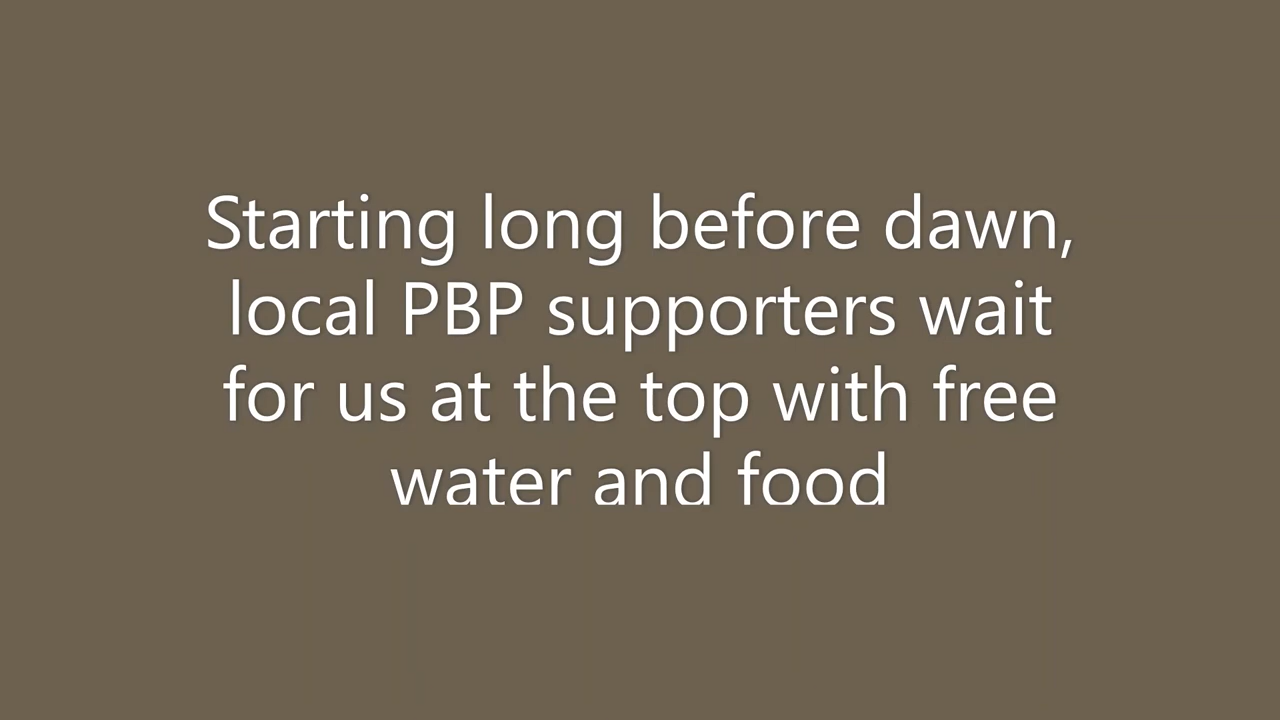 Starting long before dawn,
local PBP supporters wait
for us at the top with free
water and food